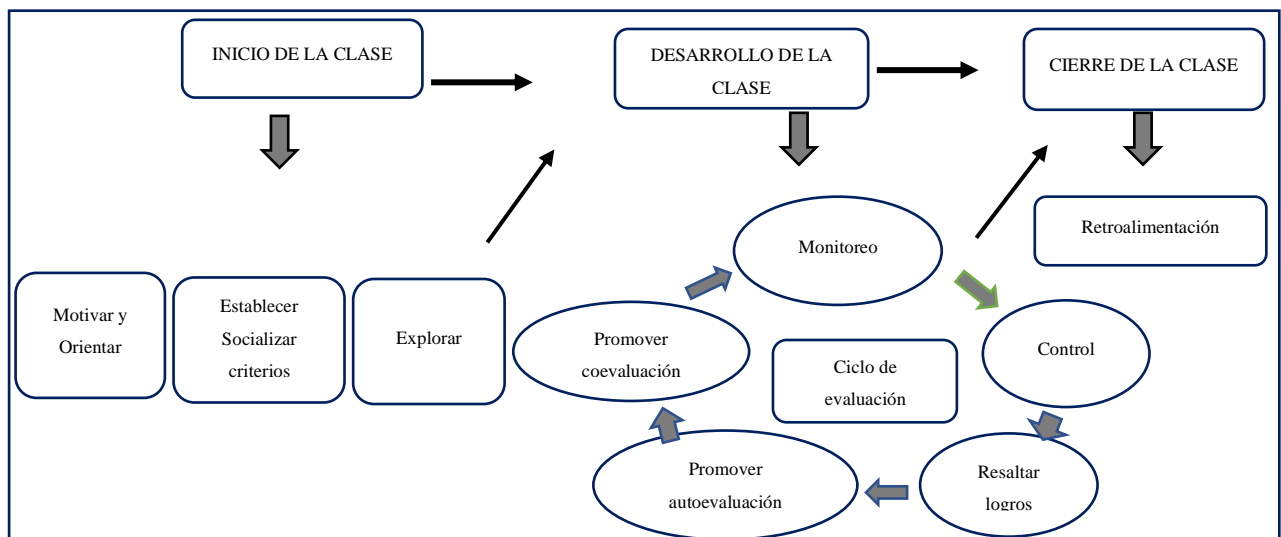 INICIO DE LA CLASE
DESARROLLO DE LA
CLASE
CIERRE DE LA CLASE
Motivar y
Orientar
Establecer
Socializar
criterios
Explorar
Monitoreo
Control
Resaltar
logros
Promover
autoevaluación
Promover
coevaluación
Ciclo de
evaluación
Retroalimentación